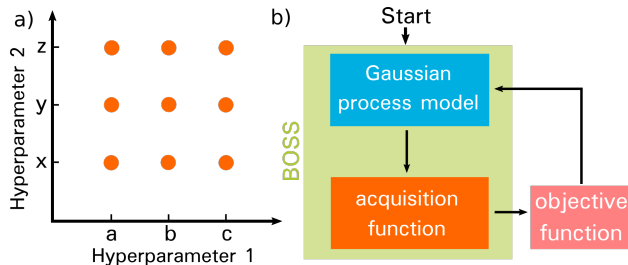 a)
Hyperparameter 2
z
y
x
a
b
c
Hyperparameter 1
b)
Start
BOSS
Gaussian
process model
acquisition
function
objective
function